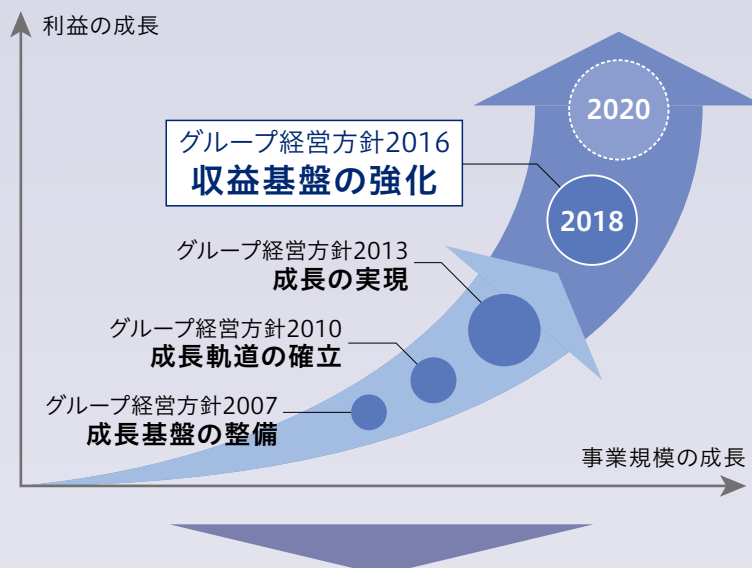 利益の成長
2020
グループ経営方針2016
収益基盤の強化
2018
グループ経営方針2013
成長の実現
グループ経営方針2010
成長軌道の確立
グループ経営方針2007
成長基盤の整備
事業規模の成長